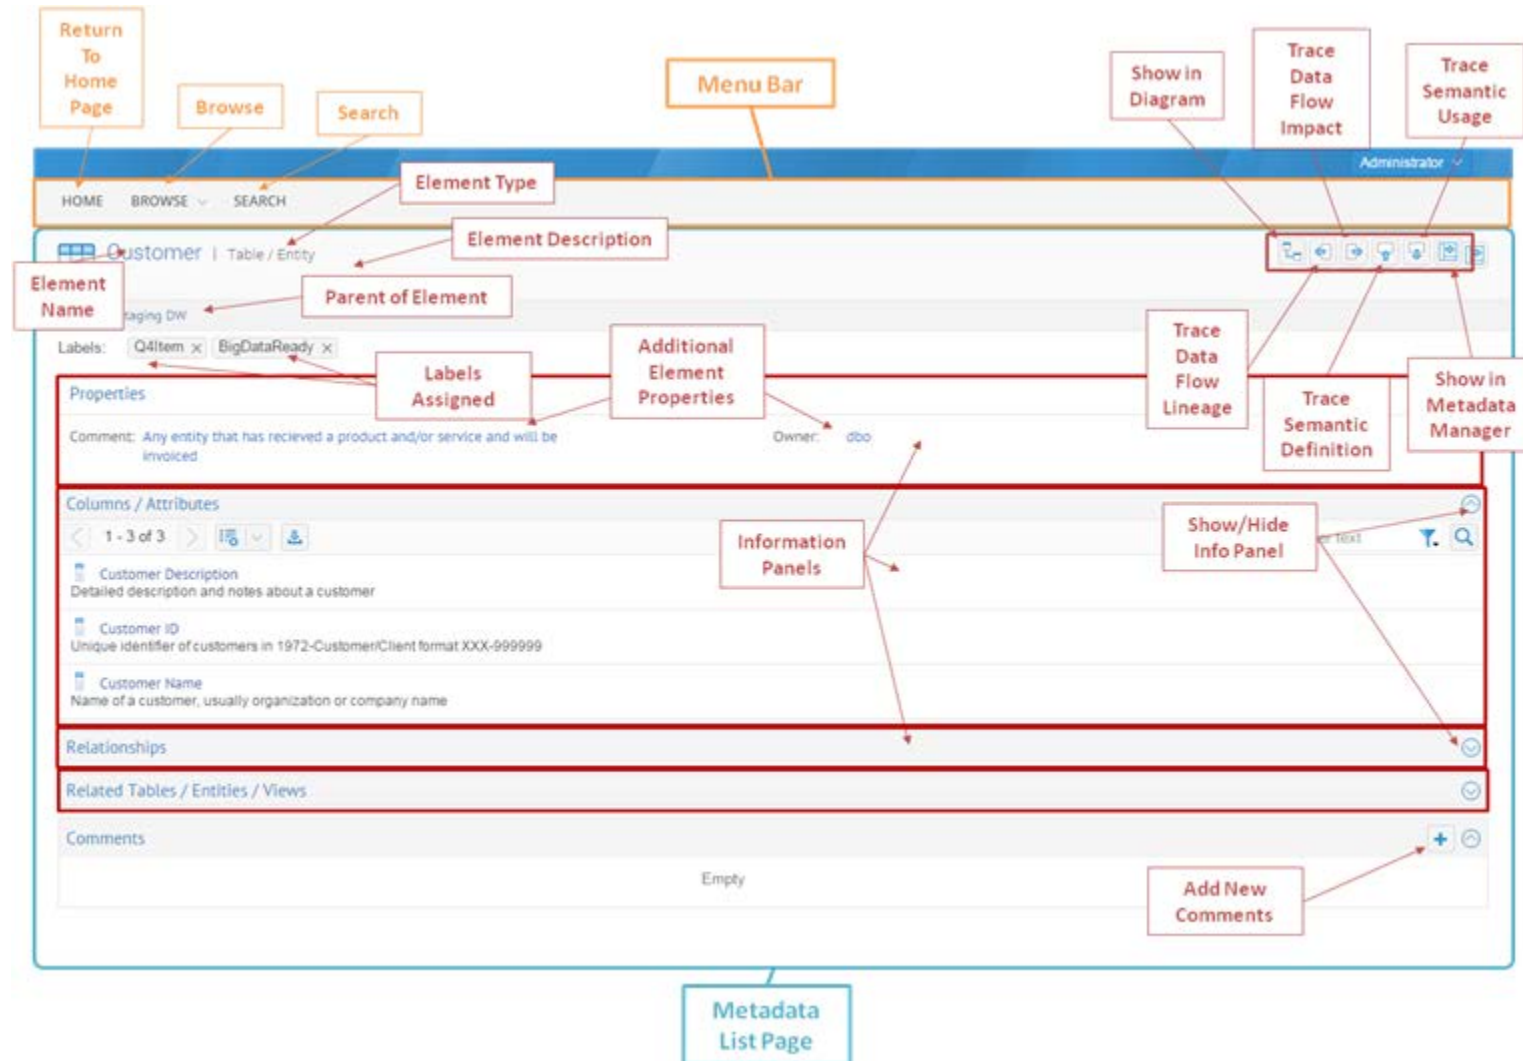 Return
To
Home
Page
Browse
Search
Menu Bar
Show in
Diagram
Trace
Data
Flow
Impact
Trace
Semantic
Usage
Administrator
HOME BROWSE SEARCH
Element Type
Customer | Table / Entity
Element Description
Element
Name
Parent of Element
DW
Labels: Q4Item x BigDataReady x
Labels
Assigned
Additional
Element
Properties
Trace
Data
Flow
Lineage
Trace
Semantic
Definition
Show in
Metadata
Manager
Properties
Comment: Any entity that has recieved a product and/or service and will be
invoiced
Owner: dbo
Columns / Attributes
1 - 3 of 3
Information
Panels
Show/Hide
Info Panel
Text
Customer Description
Detailed description and notes about a customer
Customer ID
Unique identifier of customers in 1972-Customer/Client format XXX-999999
Customer Name
Name of a customer, usually organization or company name
Relationships
Related Tables / Entities / Views
Comments
Empty
Add New
Comments
Metadata
List Page